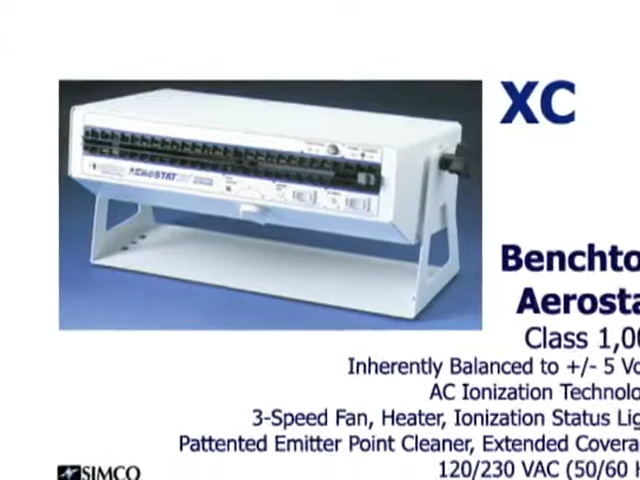 XC
AEROSTAT
Benchto
Aerosta
Class 1,00
Inherently Balanced to +/- 5 Vo
AC Ionization Technolo
3-Speed Fan, Heater, Ionization Status Lig
Pattented Emitter Point Cleaner, Extended Covera
SIMCO
120/230 VAC (50/60 H